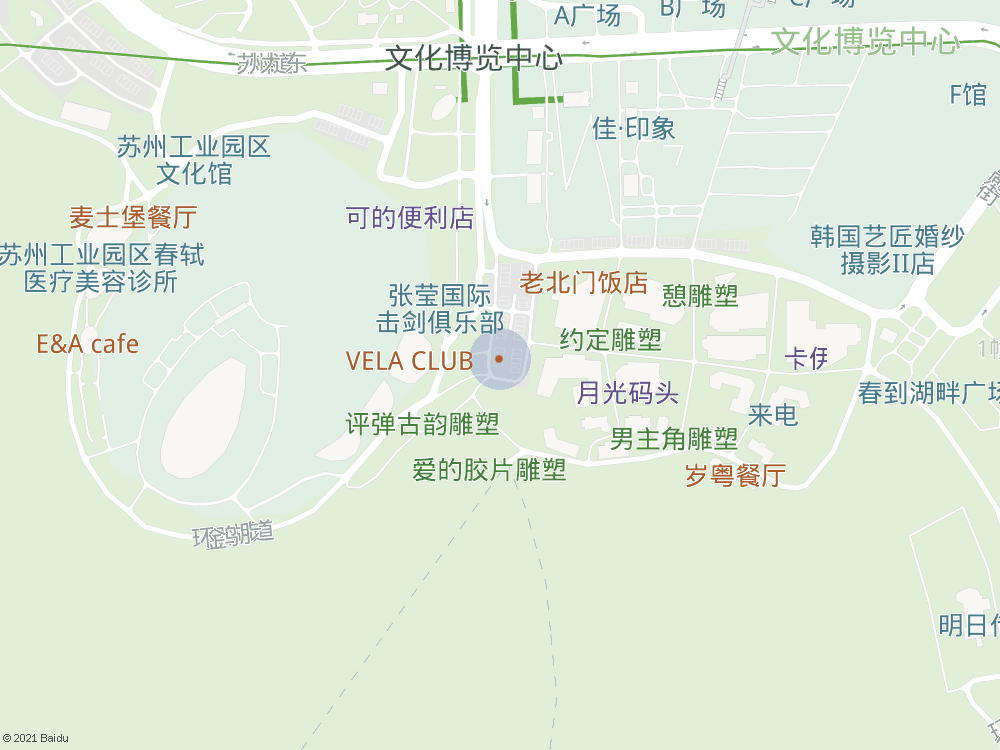 A广场
B广场
C广场
文化博览中心
文化博览中心
苏州大道东
F馆
佳·印象
苏州工业园区
文化馆
麦士堡餐厅
可的便利店
苏州工业园区春轼
医疗美容诊所
韩国艺匠婚纱
摄影II店
老北门饭店
憩雕塑
张莹国际
击剑俱乐部
约定雕塑
E&A cafe
VELA CLUB
卡伊
月光码头
春到湖畔广场
来电
评弹古韵雕塑
男主角雕塑
爱的胶片雕塑
岁粤餐厅
明日
© 2021 Baidu